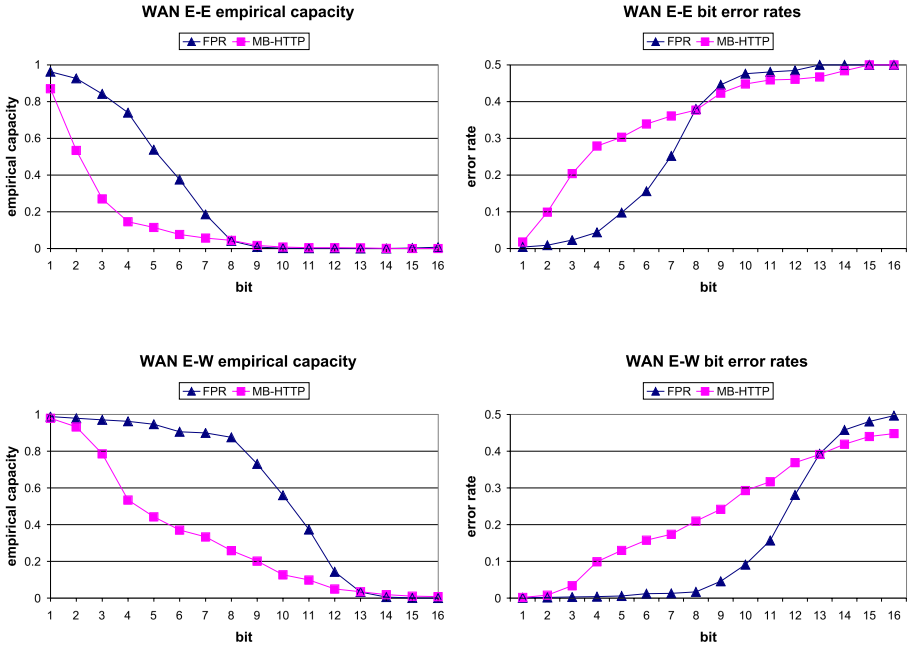 WAN E-E empirical capacity
FPR MB-HTTP
1
0.8
0.6
0.4
0.2
0
empirical capacity
1 2 3 4 5 6 7 8 9 10 11 12 13 14 15 16
bit
WAN E-E bit error rates
FPR MB-HTTP
0.5
0.4
0.3
0.2
0.1
0
error rate
1 2 3 4 5 6 7 8 9 10 11 12 13 14 15 16
bit
WAN E-W empirical capacity
FPR MB-HTTP
1
0.8
0.6
0.4
0.2
0
empirical capacity
1 2 3 4 5 6 7 8 9 10 11 12 13 14 15 16
bit
WAN E-W bit error rates
FPR MB-HTTP
0.5
0.4
0.3
0.2
0.1
0
error rate
1 2 3 4 5 6 7 8 9 10 11 12 13 14 15 16
bit